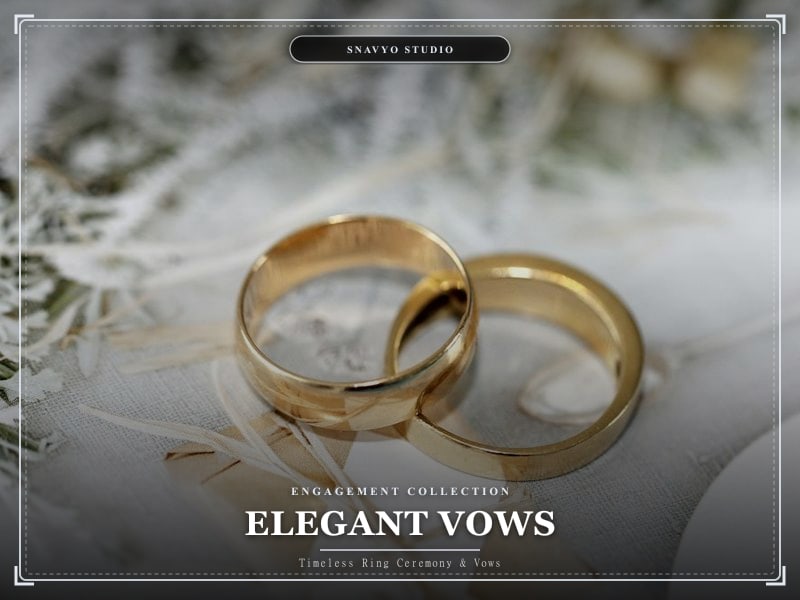 SNAVYO STUDIO
ENGAGEMENT COLLECTION
ELEGANT VOWS
Timeless Ring Ceremony & Vows